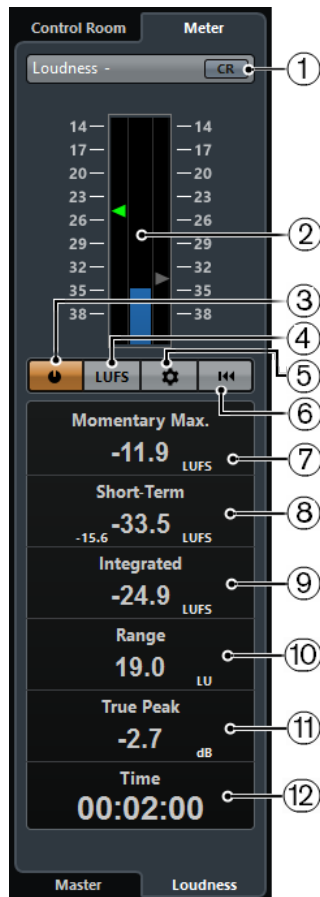 Control Room Meter
Loudness - CR
1
14 14
17 17
20 20
23 23
26 26
29 29
32 32
35 35
38 38
2
3
4
LUFS
5
6
Momentary Max.
-11.9 LUFS
7
Short-Term
-15.6 -33.5 LUFS
8
Integrated
-24.9 LUFS
9
Range
19.0 LU
10
True Peak
-2.7 dB
11
Time
00:02:00
12
Master Loudness